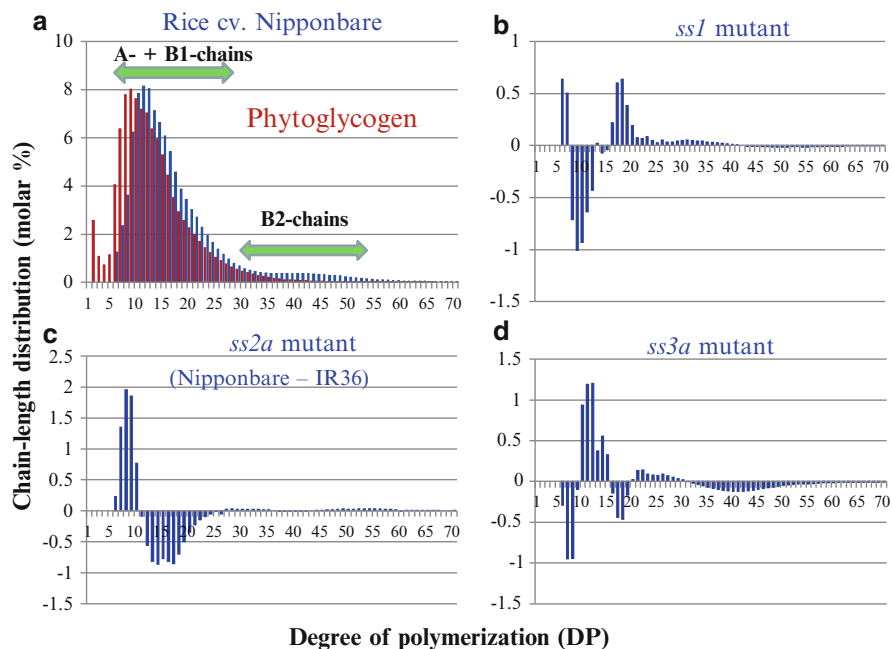 a
Rice cv. Nipponbare
10
8
6
4
2
0
A- + B1-chains
Phytoglycogen
B2-chains
1 5 10 15 20 25 30 35 40 45 50 55 60 65 70
b
ss1 mutant
1
0.5
0
-0.5
-1
-1.5
1 5 10 15 20 25 30 35 40 45 50 55 60 65 70
c
ss2a mutant
(Nipponbare – IR36)
2.5
2
1.5
1
0.5
0
-0.5
-1
-1.5
1 5 10 15 20 25 30 35 40 45 50 55 60 65 70
d
ss3a mutant
1.5
1
0.5
0
-0.5
-1
-1.5
1 5 10 15 20 25 30 35 40 45 50 55 60 65 70
Chain-length distribution (molar %)
Degree of polymerization (DP)